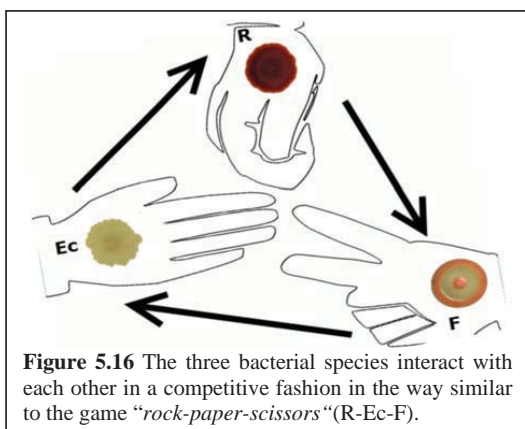 R
Ec
F
Figure 5.16 The three bacterial species interact with
each other in a competitive fashion in the way similar
to the game “rock-paper-scissors“(R-Ec-F).